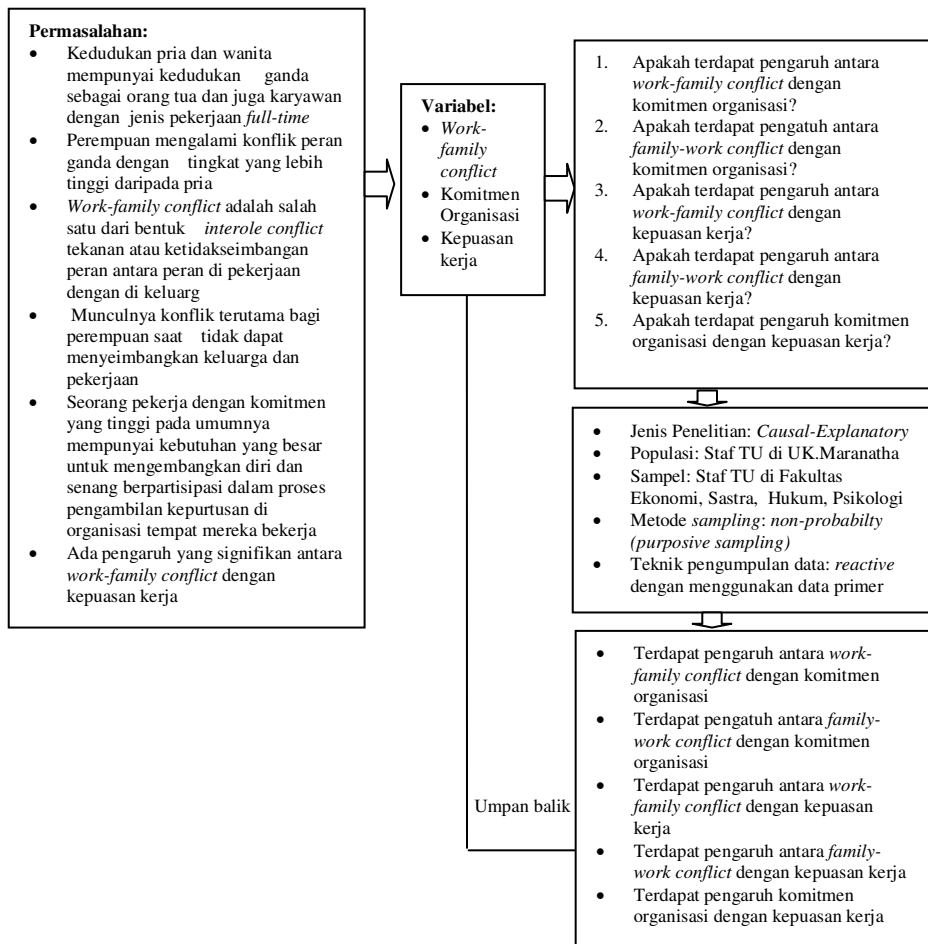 Permasalahan:
• Kedudukan pria dan wanita
mempunyai kedudukan ganda
sebagai orang tua dan juga karyawan
dengan jenis pekerjaan full-time
• Perempuan mengalami konflik peran
ganda dengan tingkat yang lebih
tinggi daripada pria
• Work-family conflict adalah salah
satu dari bentuk interole conflict
tekanan atau ketidakseimbangan
peran antara peran di pekerjaan
dengan di keluarg
• Munculnya konflik terutama bagi
perempuan saat tidak dapat
menyeimbangkan keluarga dan
pekerjaan
• Seorang pekerja dengan komitmen
yang tinggi pada umumnya
mempunyai kebutuhan yang besar
untuk mengembangkan diri dan
senang berpartisipasi dalam proses
pengambilan kepurtusan di
organisasi tempat mereka bekerja
• Ada pengaruh yang signifikan antara
work-family conflict dengan
kepuasan kerja
Variabel:
• Work-
family
conflict
• Komitmen
Organisasi
• Kepuasan
kerja
1. Apakah terdapat pengaruh antara
work-family conflict dengan
komitmen organisasi?
2. Apakah terdapat pengatuh antara
family-work conflict dengan
komitmen organisasi?
3. Apakah terdapat pengaruh antara
work-family conflict dengan
kepuasan kerja?
4. Apakah terdapat pengaruh antara
family-work conflict dengan
kepuasan kerja?
5. Apakah terdapat pengaruh komitmen
organisasi dengan kepuasan kerja?
• Jenis Penelitian: Causal-Explanatory
• Populasi: Staf TU di UK.Maranatha
• Sampel: Staf TU di Fakultas
Ekonomi, Sastra, Hukum, Psikologi
• Metode sampling: non-probabilty
(purposive sampling)
• Teknik pengumpulan data: reactive
dengan menggunakan data primer
• Terdapat pengaruh antara work-
family conflict dengan komitmen
organisasi
• Terdapat pengatuh antara family-
work conflict dengan komitmen
organisasi
• Terdapat pengaruh antara work-
family conflict dengan kepuasan
kerja
• Terdapat pengaruh antara family-
work conflict dengan kepuasan kerja
• Terdapat pengaruh komitmen
organisasi dengan kepuasan kerja
Umpan balik